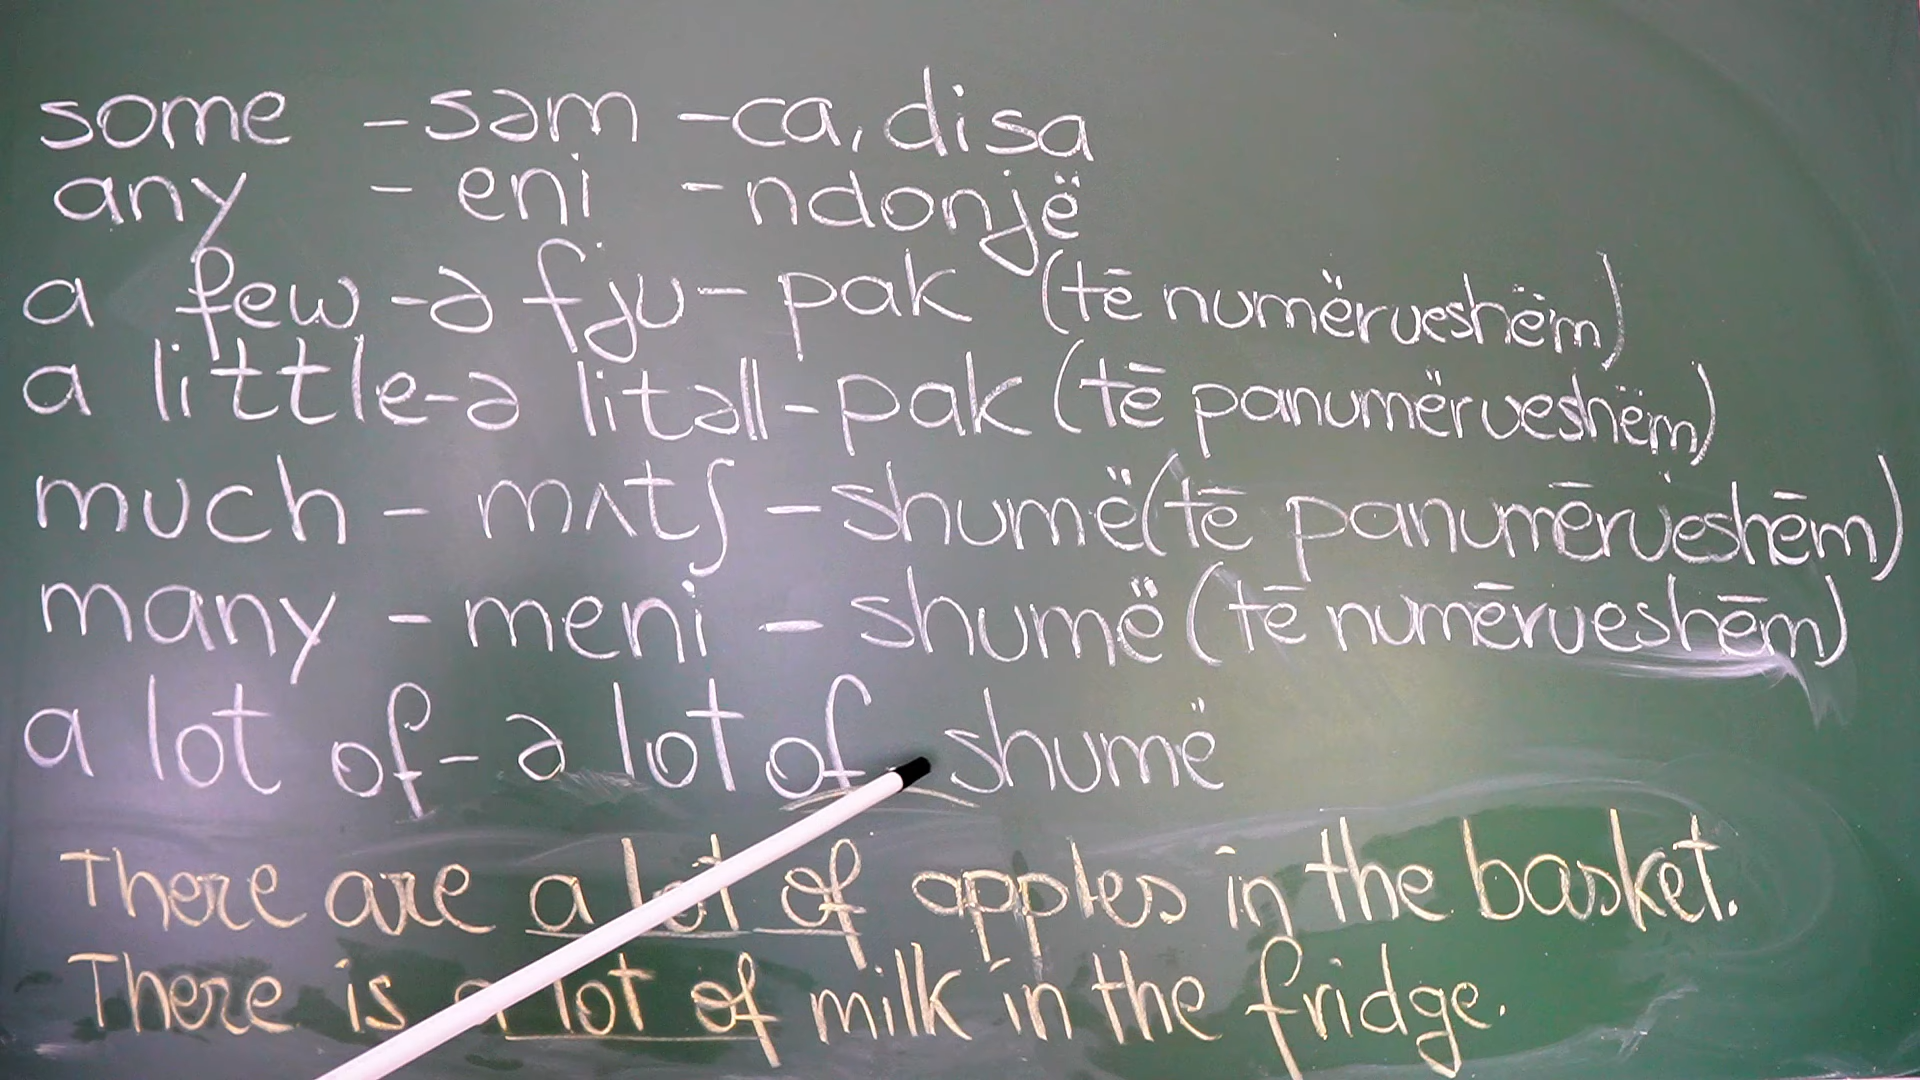 some - səm - ca, disa
any - eni - ndonjë
a few - ə fju - pak (të numërueshëm)
a little - ə litəll - pak (të panumërueshëm)
much - mʌtʃ - shumë (të panumërueshëm)
many - meni - shumë (të numërueshëm)
a lot of - ə lot of - shumë
There are a lot of apples in the basket.
There is a lot of milk in the fridge.